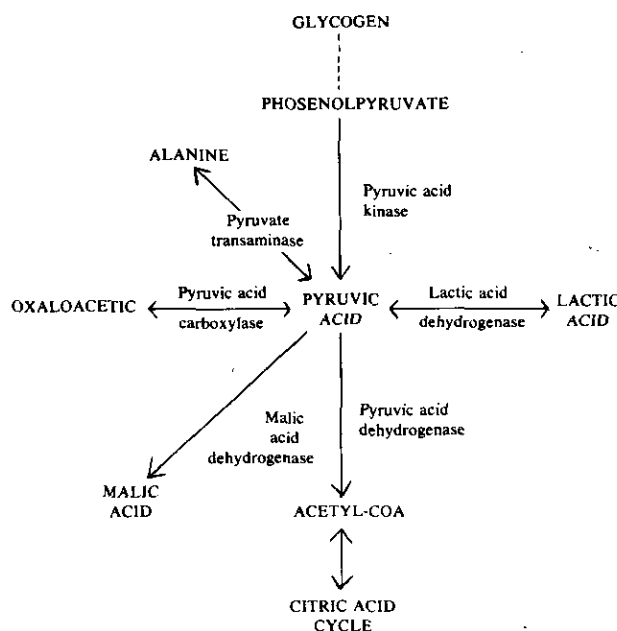 GLYCOGEN
PHOSENOLPYRUVATE
ALANINE
Pyruvic acid
kinase
Pyruvate
transaminase
OXALOACETIC
Pyruvic acid
carboxylase
PYRUVIC
ACID
Lactic acid
dehydrogenase
LACTIC
ACID
Malic
acid
dehydrogenase
Pyruvic acid
dehydrogenase
MALIC
ACID
ACETYL-COA
CITRIC ACID
CYCLE